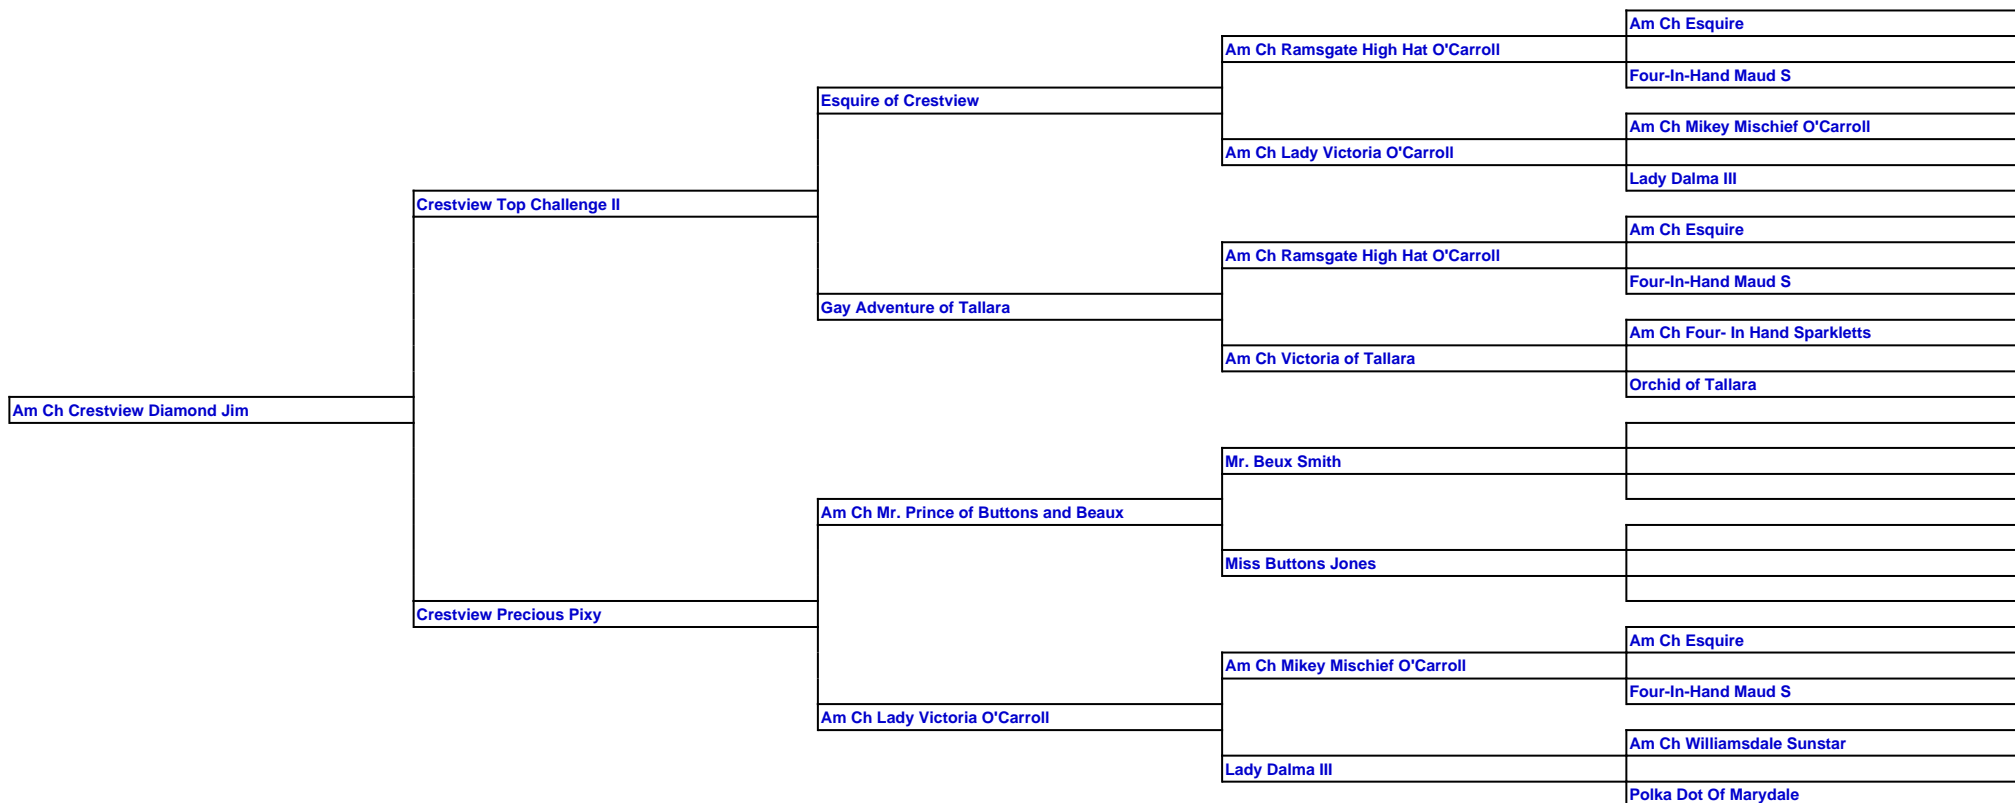 Am Ch Esquire
Am Ch Ramsgate High Hat O'Carroll
Four-In-Hand Maud S
Esquire of Crestview
Am Ch Mikey Mischief O'Carroll
Am Ch Lady Victoria O'Carroll
Lady Dalma III
Crestview Top Challenge II
Am Ch Esquire
Am Ch Ramsgate High Hat O'Carroll
Four-In-Hand Maud S
Gay Adventure of Tallara
Am Ch Four- In Hand Sparkletts
Am Ch Victoria of Tallara
Orchid of Tallara
Am Ch Crestview Diamond Jim
Mr. Beux Smith
Am Ch Mr. Prince of Buttons and Beaux
Miss Buttons Jones
Crestview Precious Pixy
Am Ch Esquire
Am Ch Mikey Mischief O'Carroll
Four-In-Hand Maud S
Am Ch Lady Victoria O'Carroll
Am Ch Williamsdale Sunstar
Lady Dalma III
Polka Dot Of Marydale